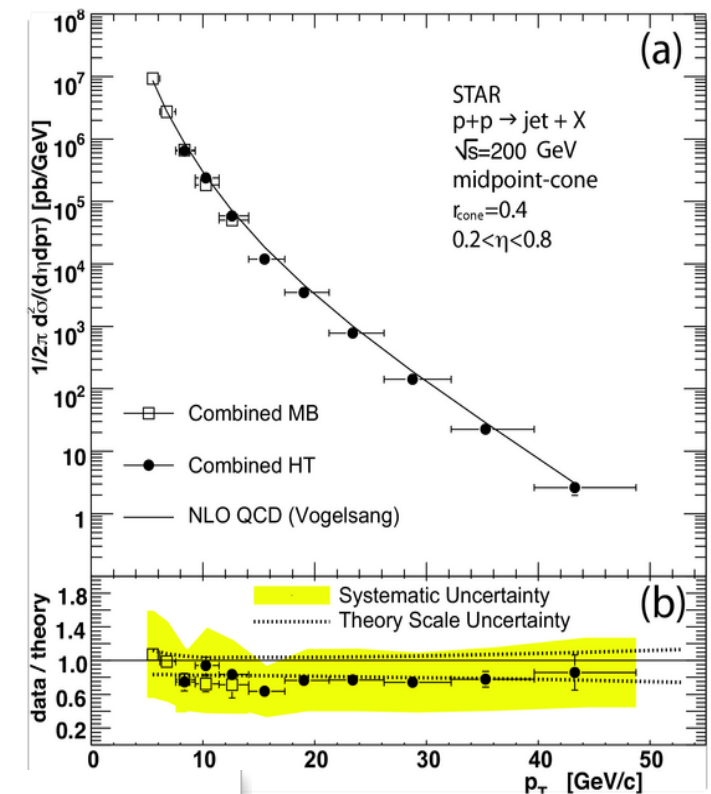 10^8
(a)
10^7
STAR
p+p → jet + X
√s=200 GeV
10^6
midpoint-cone
r_cone=0.4
10^5
0.2<η<0.8
10^4
1/2π d²σ/(dηdpT) [pb/GeV]
10^3
10^2
Combined MB
10
Combined HT
NLO QCD (Vogelsang)
1
(b)
1.8
Systematic Uncertainty
1.4
Theory Scale Uncertainty
data / theory
1.0
0.6
0.2
0 10 20 30 40 50
p_T [GeV/c]